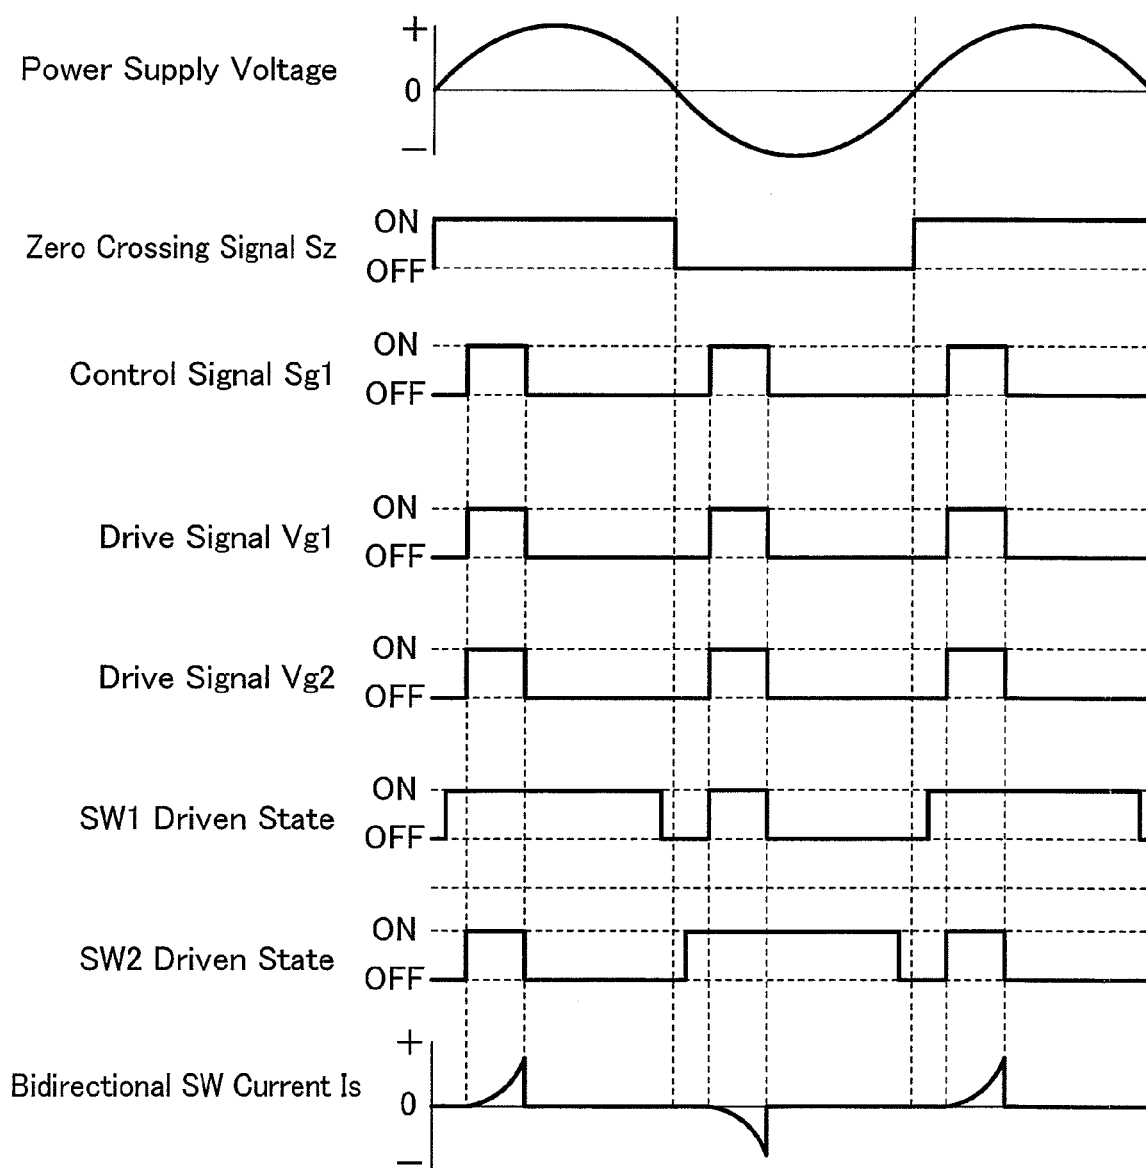 +
Power Supply Voltage
0
−
ON
Zero Crossing Signal Sz
OFF
ON
Control Signal Sg1
OFF
ON
Drive Signal Vg1
OFF
ON
Drive Signal Vg2
OFF
ON
SW1 Driven State
OFF
ON
SW2 Driven State
OFF
+
Bidirectional SW Current Is
0
−